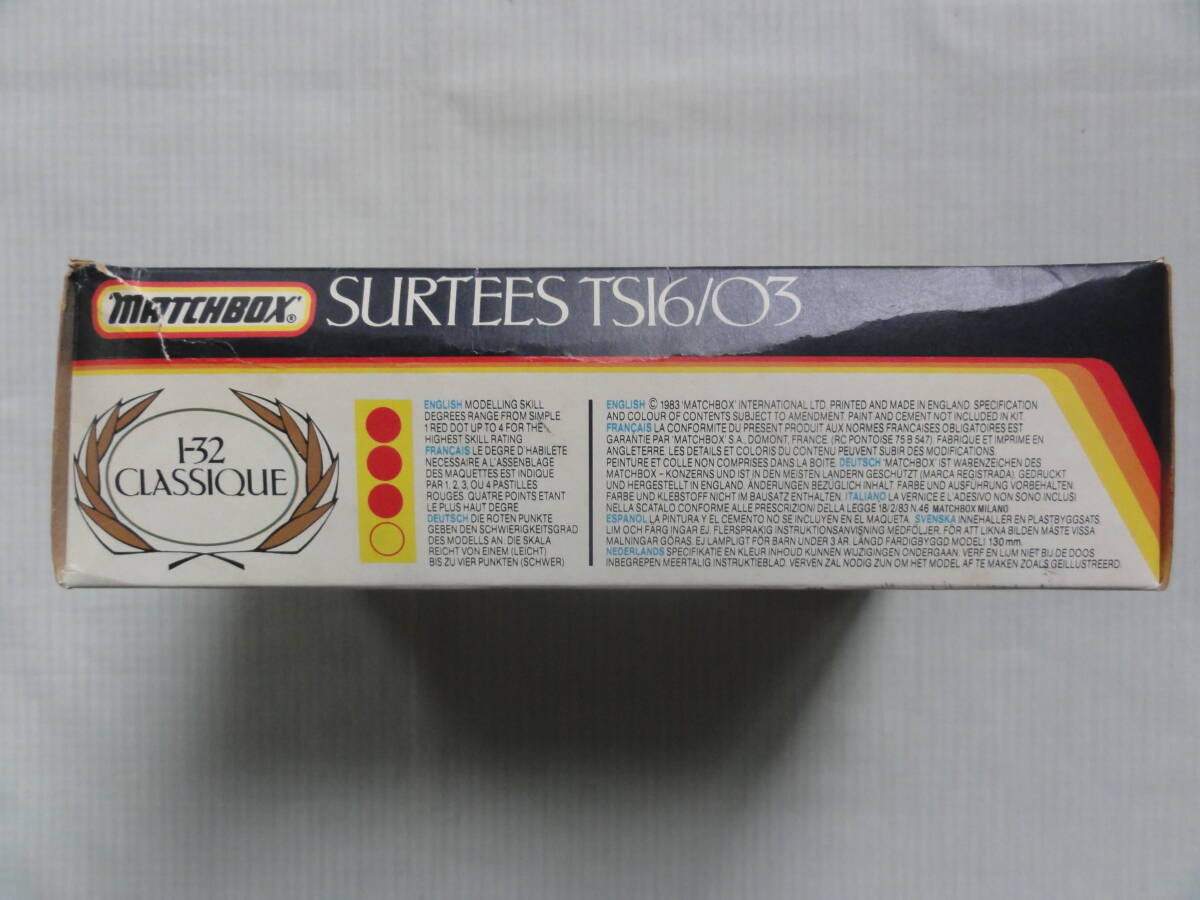 MATCHBOX®
SURTEES TS16/03
1-32
CLASSIQUE
ENGLISH MODELLING SKILL
DEGREES RANGE FROM SIMPLE
1 RED DOT UP TO 4 FOR THE
HIGHEST SKILL RATING
FRANÇAIS LE DEGRE D'HABILETE
NECESSAIRE A L'ASSEMBLAGE
DES MAQUETTES EST INDIQUE
PAR 1, 2, 3, OU 4 PASTILLES
ROUGES. QUATRE POINTS ETANT
LE PLUS HAUT DEGRE
DEUTSCH DIE ROTEN PUNKTE
GEBEN DEN SCHWIERIGKEITSGRAD
DES MODELLS AN. DIE SKALA
REICHT VON EINEM (LEICHT)
BIS ZU VIER PUNKTEN (SCHWER)
ENGLISH © 1983 'MATCHBOX' INTERNATIONAL LTD. PRINTED AND MADE IN ENGLAND. SPECIFICATION
AND COLOUR OF CONTENTS SUBJECT TO AMENDMENT. PAINT AND CEMENT NOT INCLUDED IN KIT.
FRANÇAIS LA CONFORMITE DU PRESENT PRODUIT AUX NORMES FRANÇAISES OBLIGATOIRES EST
GARANTIE PAR 'MATCHBOX' S.A., DOMONT, FRANCE. (RC PONTOISE 75 B 547). FABRIQUE ET IMPRIME EN
ANGLETERRE. LES DETAILS ET COLORIS DU CONTENU PEUVENT SUBIR DES MODIFICATIONS.
PEINTURE ET COLLE NON COMPRISES DANS LA BOITE. DEUTSCH 'MATCHBOX' IST WARENZEICHEN DES
MATCHBOX – KONZERNS UND IST IN DEN MEISTEN LANDERN GESCHÜTZT (MARCA REGISTRADA). GEDRUCKT
UND HERGESTELLT IN ENGLAND. ÄNDERUNGEN BEZÜGLICH INHALT, FARBE UND AUSFÜHRUNG VORBEHALTEN.
FARBE UND KLEBSTOFF NICHT IM BAUSATZ ENTHALTEN. ITALIANO LA VERNICE E L'ADESIVO NON SONO INCLUSI
NELLA SCATALO CONFORME ALLE PRESCRIZIONI DELLA LEGGE 18/2/83 N.46 MATCHBOX MILANO
ESPAÑOL LA PINTURA Y EL CEMENTO NO SE INCLUYEN EN EL MAQUETA. SVENSKA INNEHALLER EN PLASTBYGGSATS.
LIM OCH FARG INGAR EJ. FLERSPRAKIG INSTRUKTIONSANVISNING MEDFÖLJER. FÖR ATT LIKNA BILDEN MASTE VISSA
MALNINGAR GÖRAS. EJ LAMPLIGT FÖR BARN UNDER 3 ÅR. LÄNGD FARDIGBYGGD MODELL 130 mm.
NEDERLANDS SPECIFIKATIE EN KLEUR INHOUD KUNNEN WIJZIGINGEN ONDERGAAN. VERF EN LIJM NIET BIJ DE DOOS
INBEGREPEN MEERTALIG INSTRUKTIEBLAD. VERVEN ZAL NODIG ZIJN OM HET MODEL AF TE MAKEN ZOALS GEILLUSTREERD.